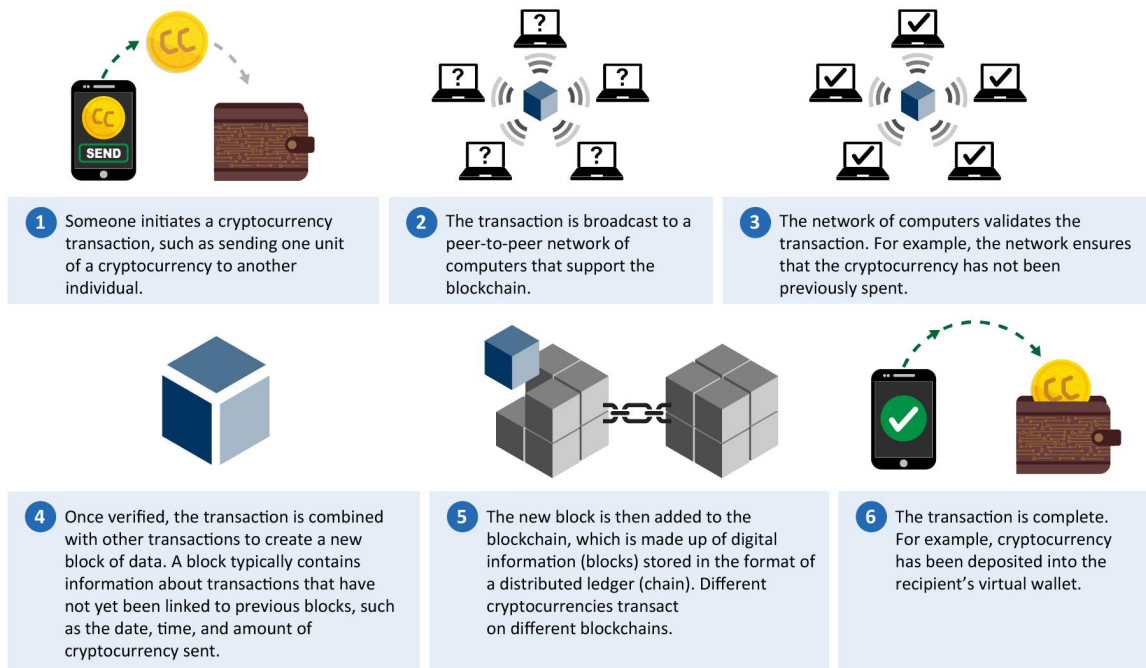 CC
CC
SEND
?
?
?
?
?
1
Someone initiates a cryptocurrency
transaction, such as sending one unit
of a cryptocurrency to another
individual.
2
The transaction is broadcast to a
peer-to-peer network of
computers that support the
blockchain.
3
The network of computers validates the
transaction. For example, the network ensures
that the cryptocurrency has not been
previously spent.
4
Once verified, the transaction is combined
with other transactions to create a new
block of data. A block typically contains
information about transactions that have
not yet been linked to previous blocks, such
as the date, time, and amount of
cryptocurrency sent.
5
The new block is then added to the
blockchain, which is made up of digital
information (blocks) stored in the format of
a distributed ledger (chain). Different
cryptocurrencies transact
on different blockchains.
CC
6
The transaction is complete.
For example, cryptocurrency
has been deposited into the
recipient’s virtual wallet.